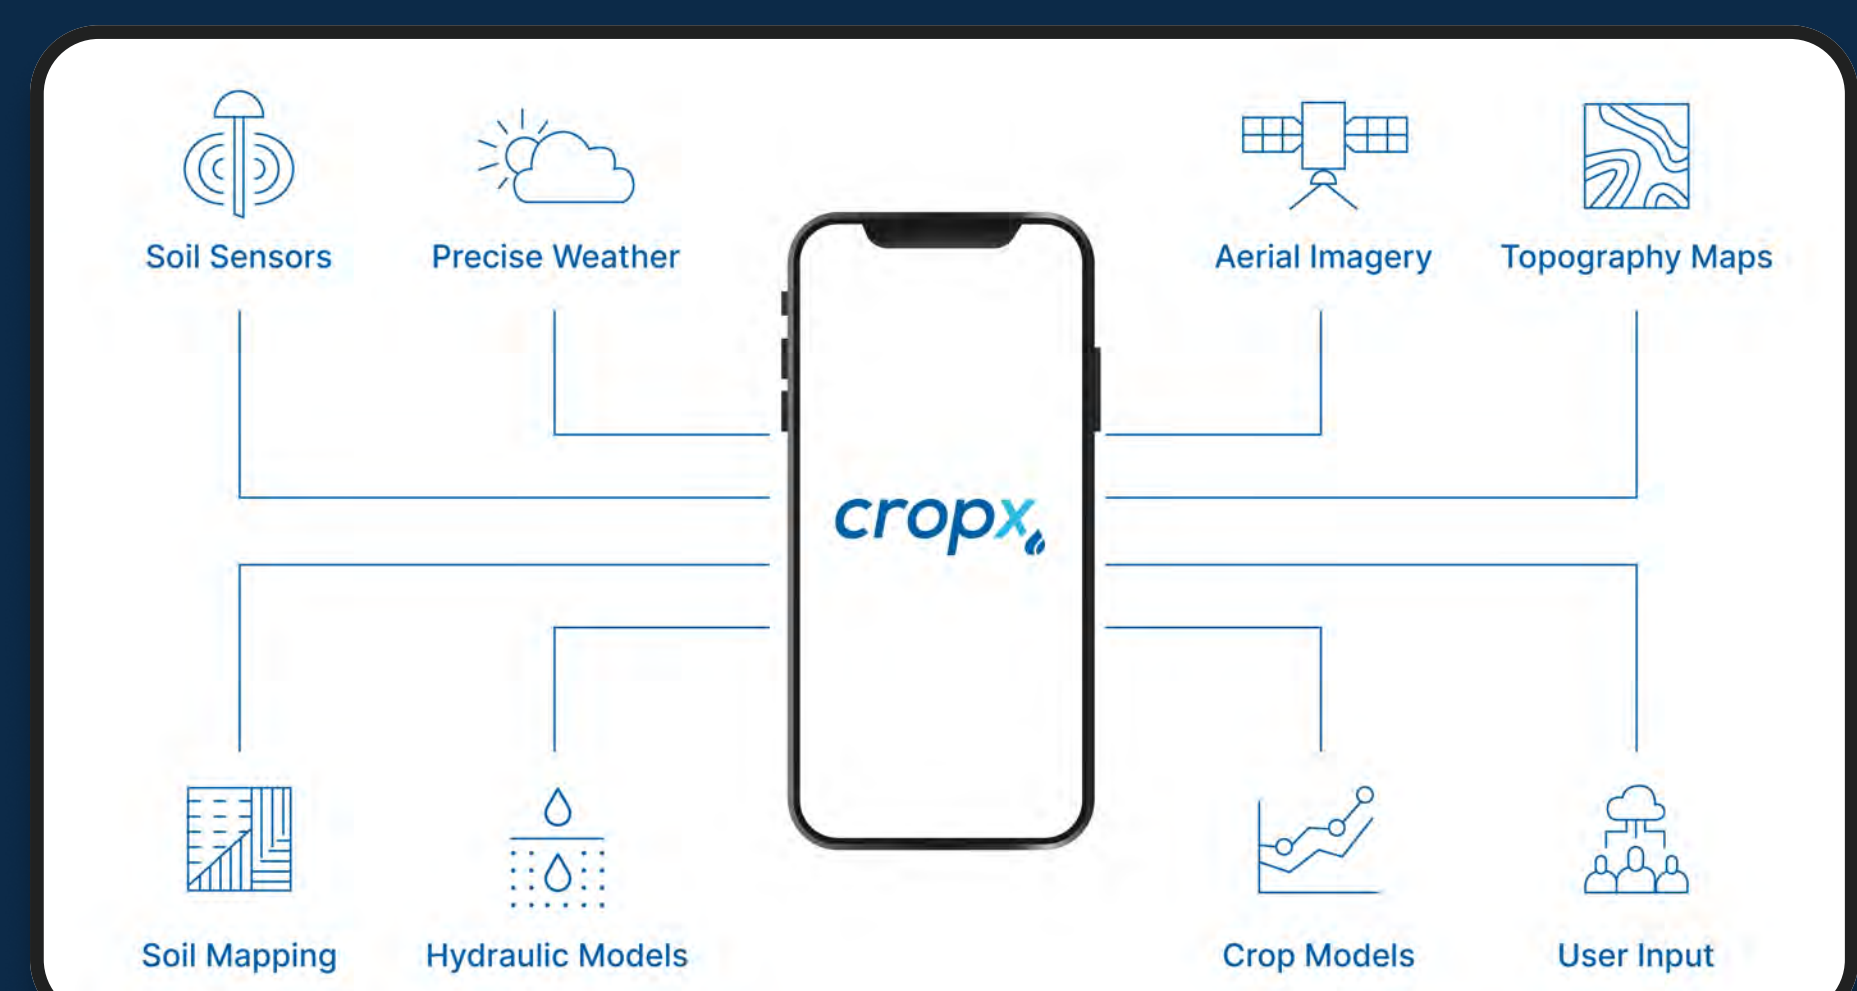 Soil Sensors
Precise Weather
Aerial Imagery
Topography Maps
cropx
Soil Mapping
Hydraulic Models
Crop Models
User Input